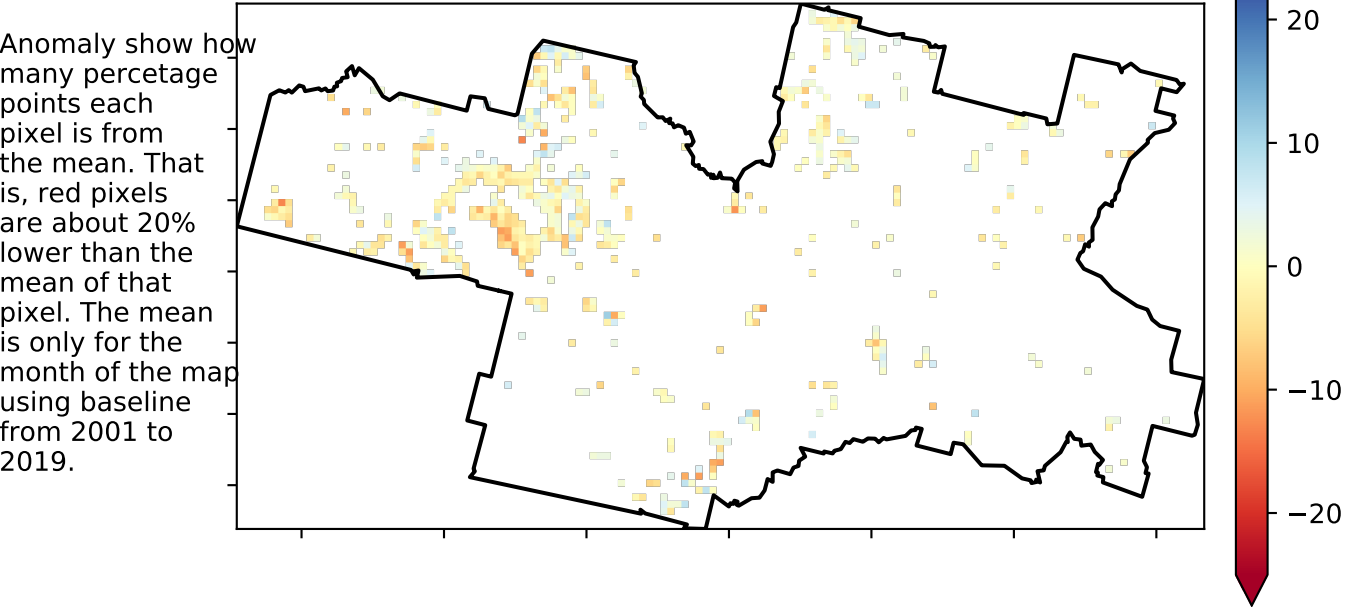 Anomaly show how
many percetage
points each
pixel is from
the mean. That
is, red pixels
are about 20%
lower than the
mean of that
pixel. The mean
is only for the
month of the map
using baseline
from 2001 to
2019.
20
10
0
−10
−20